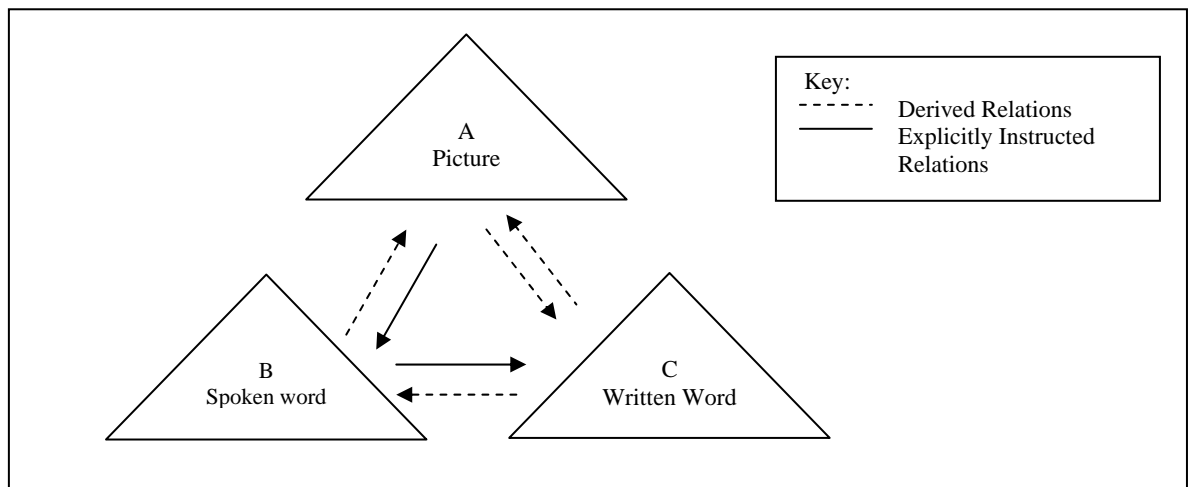 A
Picture
Key:
Derived Relations
Explicitly Instructed
Relations
B
Spoken word
C
Written Word